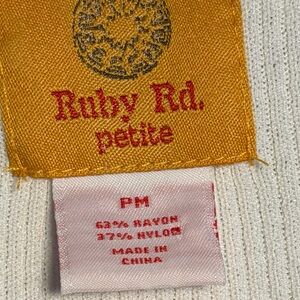 Ruby Rd.
petite
PM
63% RAYON
37% NYLON
MADE IN
CHINA